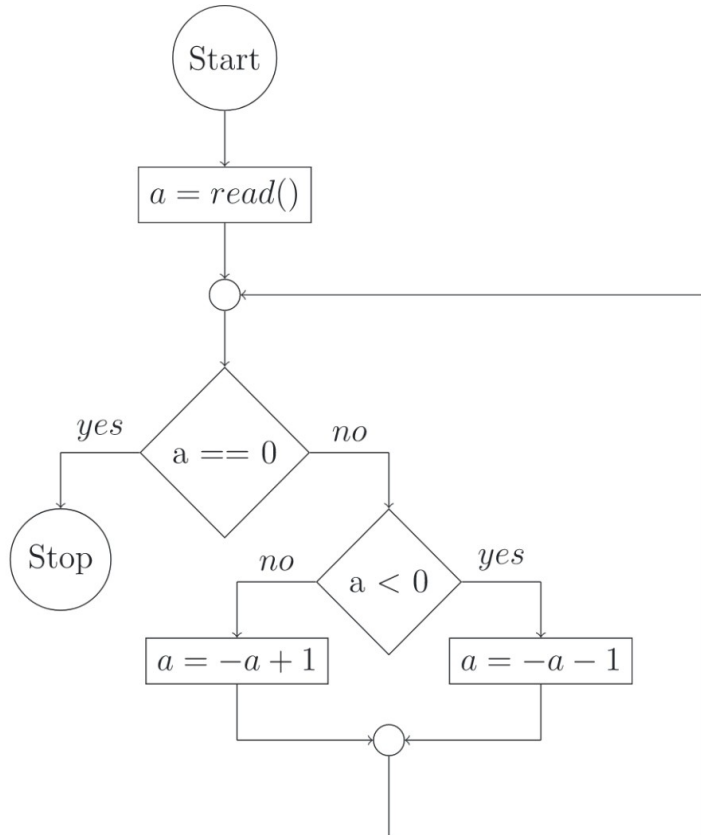 Start
a = read()
yes
no
a == 0
Stop
no
yes
a < 0
a = −a + 1
a = −a − 1